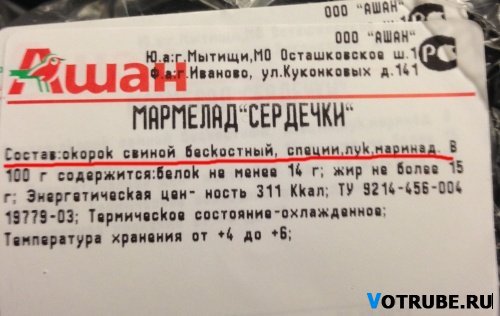 ООО "АШАН"
ООО "АШАН"
Ю.а:г.Мытищи,МО Осташковское ш.1
Ф.а:г.Иваново, ул.Куконковых д.141
РС
Ашан
МАРМЕЛАД"СЕРДЕЧКИ"
Состав:окорок свиной бескостный, специи,лук,маринад. В
100 г содержится:белок не менее 14 г; жир не более 15
г; Энергетическая цен- ность 311 Ккал; ТУ 9214-456-004
19779-03; Термическое состояние-охлажденное;
Температура хранения от +4 до +6;
VOTRUBE.RU